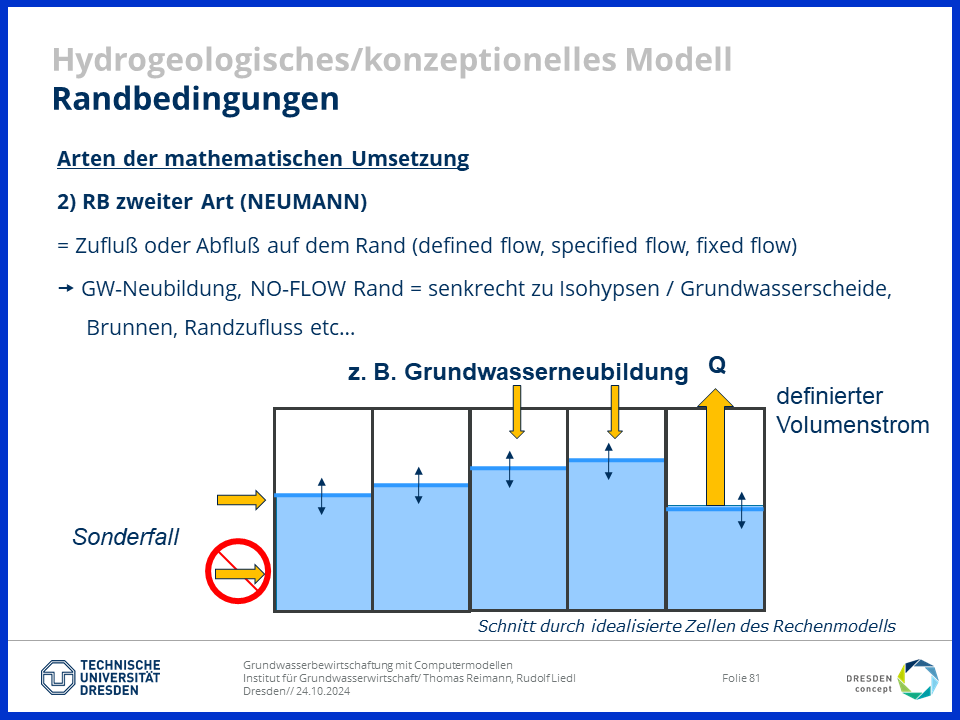 Hydrogeologisches/konzeptionelles Modell
Randbedingungen
Arten der mathematischen Umsetzung
2) RB zweiter Art (NEUMANN)
= Zufluß oder Abfluß auf dem Rand (defined flow, specified flow, fixed flow)
➞ GW-Neubildung, NO-FLOW Rand = senkrecht zu Isohypsen / Grundwasserscheide,
Brunnen, Randzufluss etc...
z. B. Grundwasserneubildung
Q
definierter
Volumenstrom
Sonderfall
Schnitt durch idealisierte Zellen des Rechenmodells
TECHNISCHE
UNIVERSITÄT
DRESDEN
Grundwasserbewirtschaftung mit Computermodellen
Institut für Grundwasserwirtschaft/ Thomas Reimann, Rudolf Liedl
Dresden// 24.10.2024
Folie 81
DRESDEN
concept